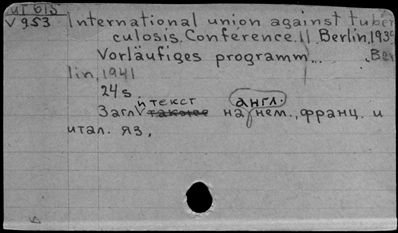 V 953 International union against tuber
culosis. Conference. 11. Berlin, 1939
Vorläufiges programm... Ber
lin, 1941
24 s.
Загл. и текст на англ., нем., франц. и
итал. яз.